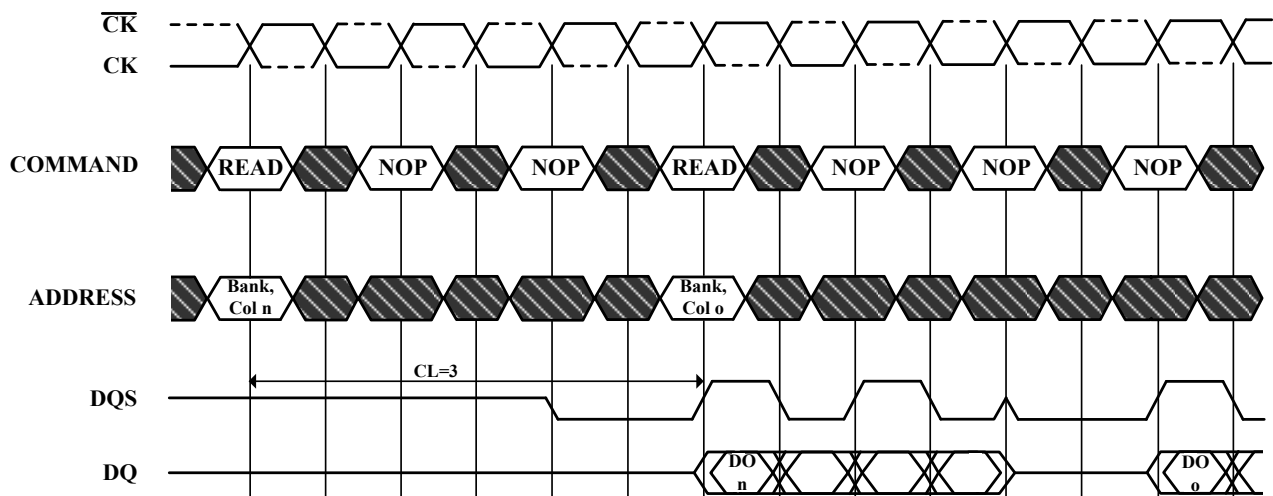 C̅K̅
CK
COMMAND READ NOP NOP READ NOP NOP NOP
ADDRESS
Bank,
Col n
Bank,
Col o
CL=3
DQS
DQ
DO
n
DO
o